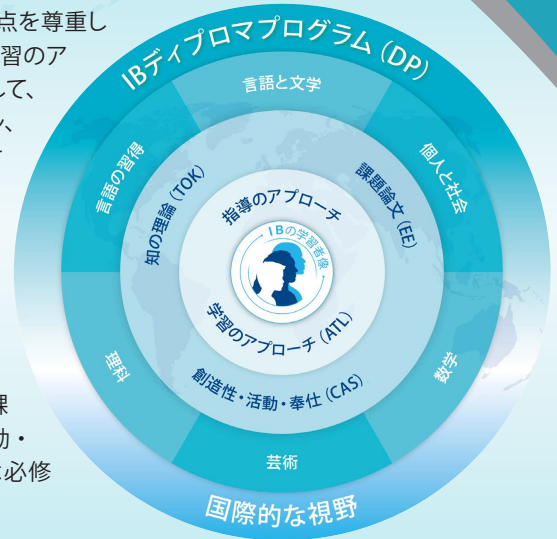 点を尊重し
習のア
して、
動・
必修
IBディプロマプログラム(DP)
言語と文学
言語の習得
個人と社会
知の理論(TOK)
課題論文(EE)
指導のアプローチ
IBの学習者像
学習のアプローチ(ATL)
創造性・活動・奉仕(CAS)
理科
数学
芸術
国際的な視野